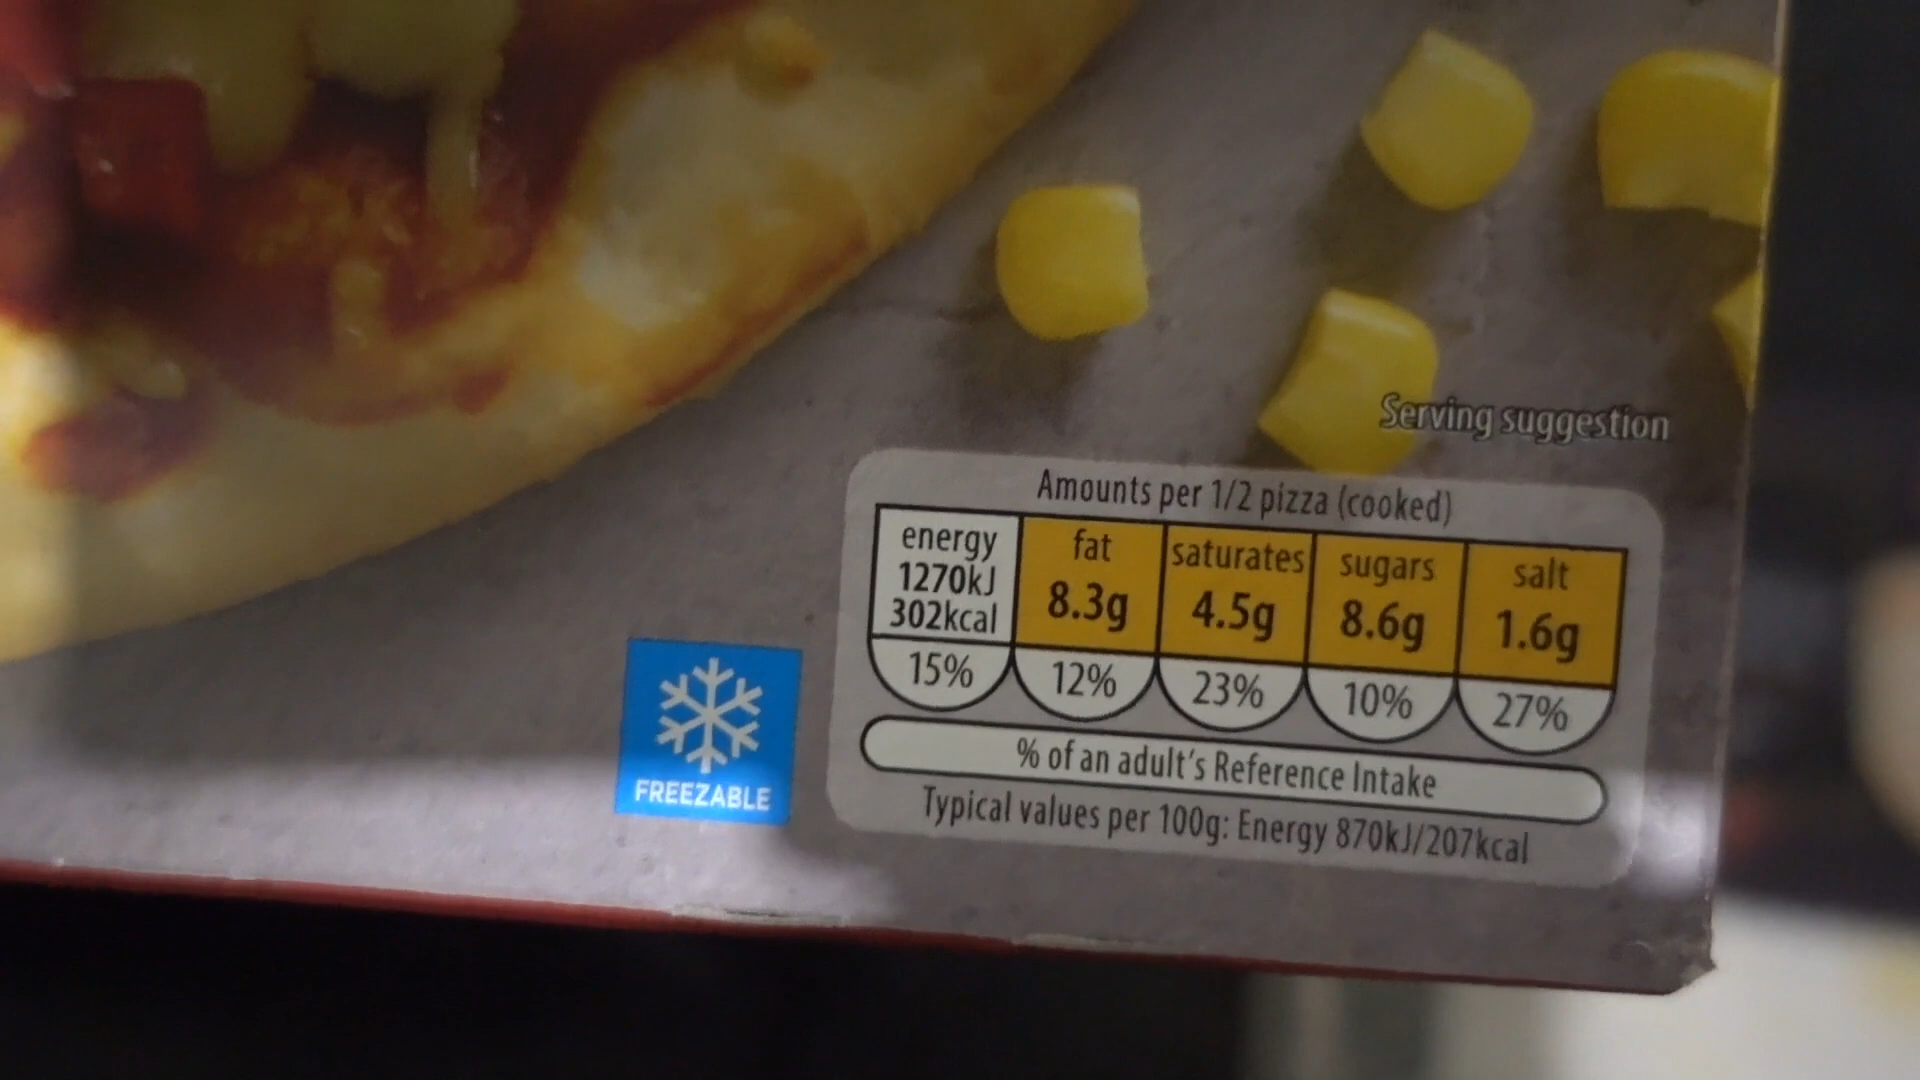 Serving suggestion
Amounts per 1/2 pizza (cooked)
energy fat saturates sugars salt
1270kJ
302kcal 8.3g 4.5g 8.6g 1.6g
15% 12% 23% 10% 27%
% of an adult's Reference Intake
Typical values per 100g: Energy 870kJ/207kcal
FREEZABLE